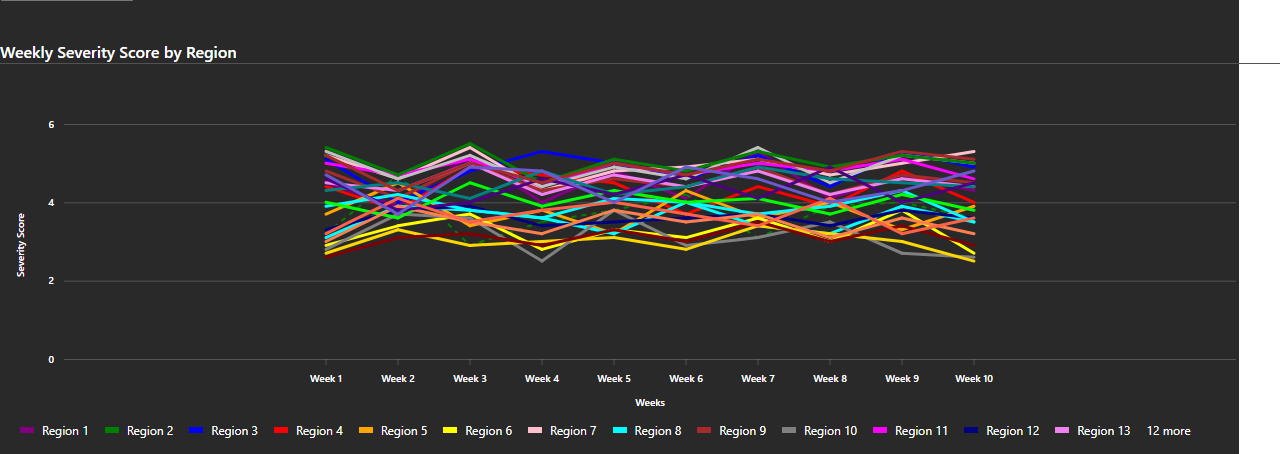 Weekly Severity Score by Region
6
4
2
0
Severity Score
Week 1 Week 2 Week 3 Week 4 Week 5 Week 6 Week 7 Week 8 Week 9 Week 10
Weeks
Region 1 Region 2 Region 3 Region 4 Region 5 Region 6 Region 7 Region 8 Region 9 Region 10 Region 11 Region 12 Region 13 12 more